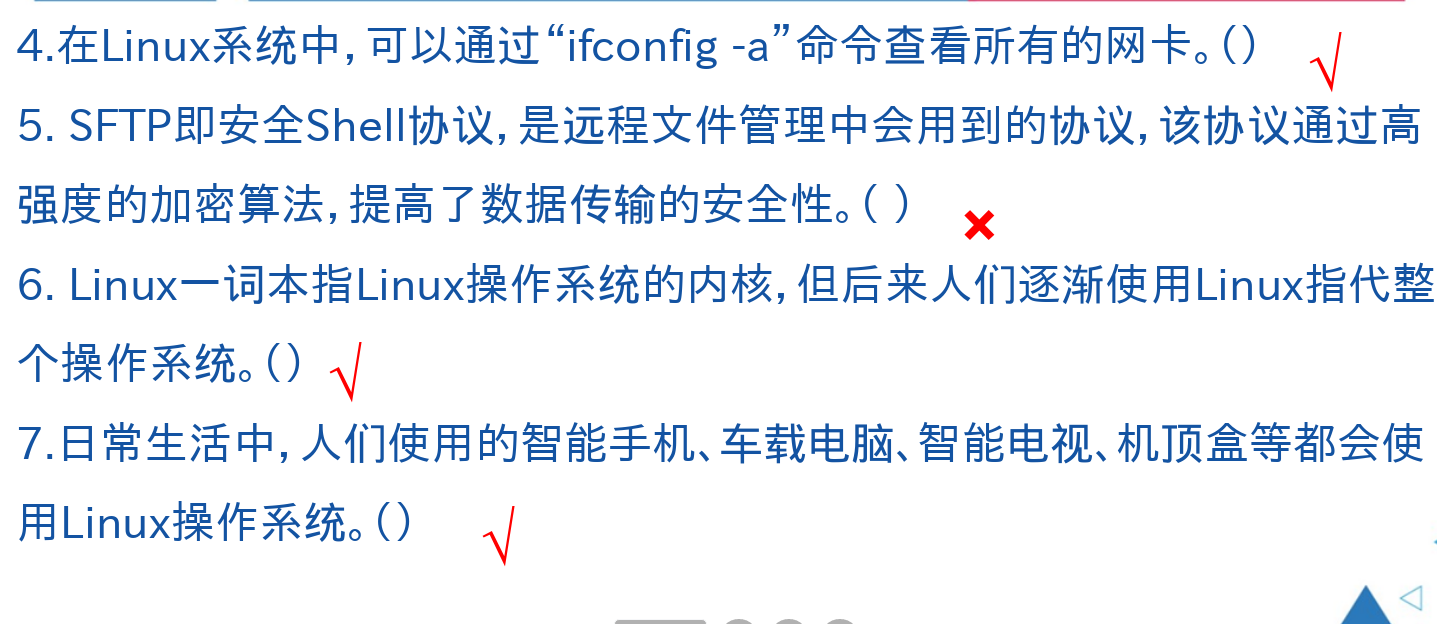 4.在Linux系统中,可以通过“ifconfig -a”命令查看所有的网卡。() √
5. SFTP即安全Shell协议,是远程文件管理中会用到的协议,该协议通过高
强度的加密算法,提高了数据传输的安全性。( ) ×
6. Linux一词本指Linux操作系统的内核,但后来人们逐渐使用Linux指代整
个操作系统。() √
7.日常生活中,人们使用的智能手机、车载电脑、智能电视、机顶盒等都会使
用Linux操作系统。() √